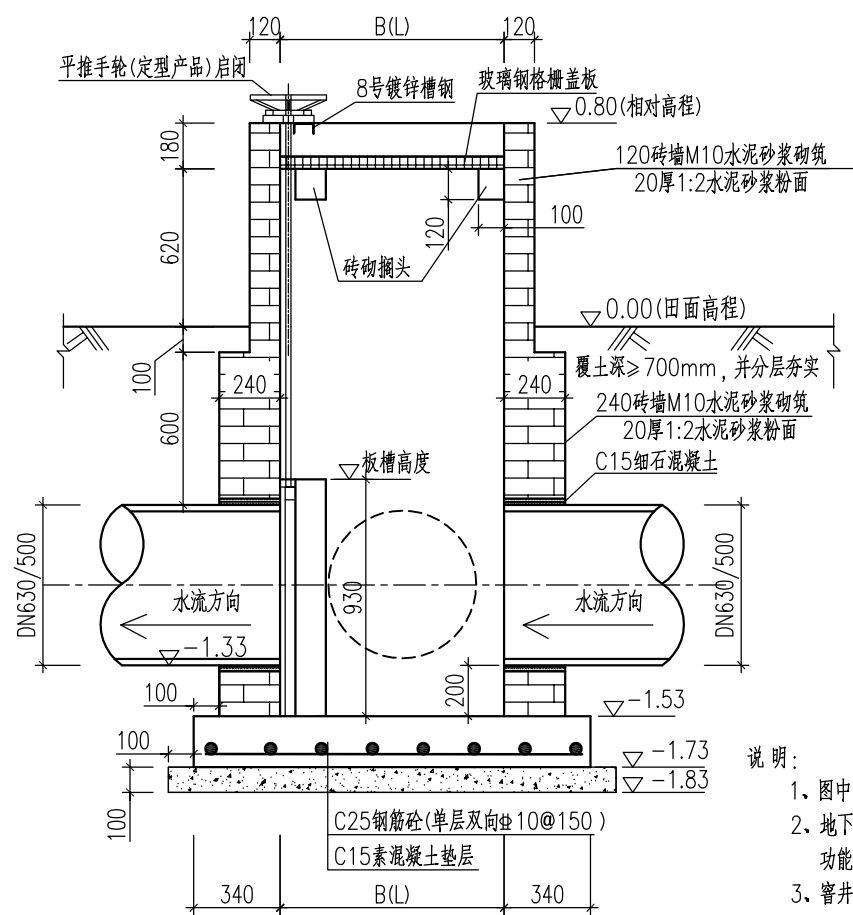 120
B(L)
120
平推手轮(定型产品)启闭
8号镀锌槽钢
玻璃钢格栅盖板
0.80(相对高程)
180
120砖墙M10水泥砂浆砌筑
20厚1:2水泥砂浆粉面
120
100
620
砖砌搁头
0.00(田面高程)
100
240
240
覆土深≥700mm，并分层夯实
600
240砖墙M10水泥砂浆砌筑
20厚1:2水泥砂浆粉面
板槽高度
C15细石混凝土
DN630/500
水流方向
930
水流方向
DN630/500
-1.33
100
200
-1.53
100
-1.73
-1.83
100
说明:
1、图中
2、地下
功能
3、窨井
C25钢筋砼(单层双向⌽10@150)
C15素混凝土垫层
340
B(L)
340